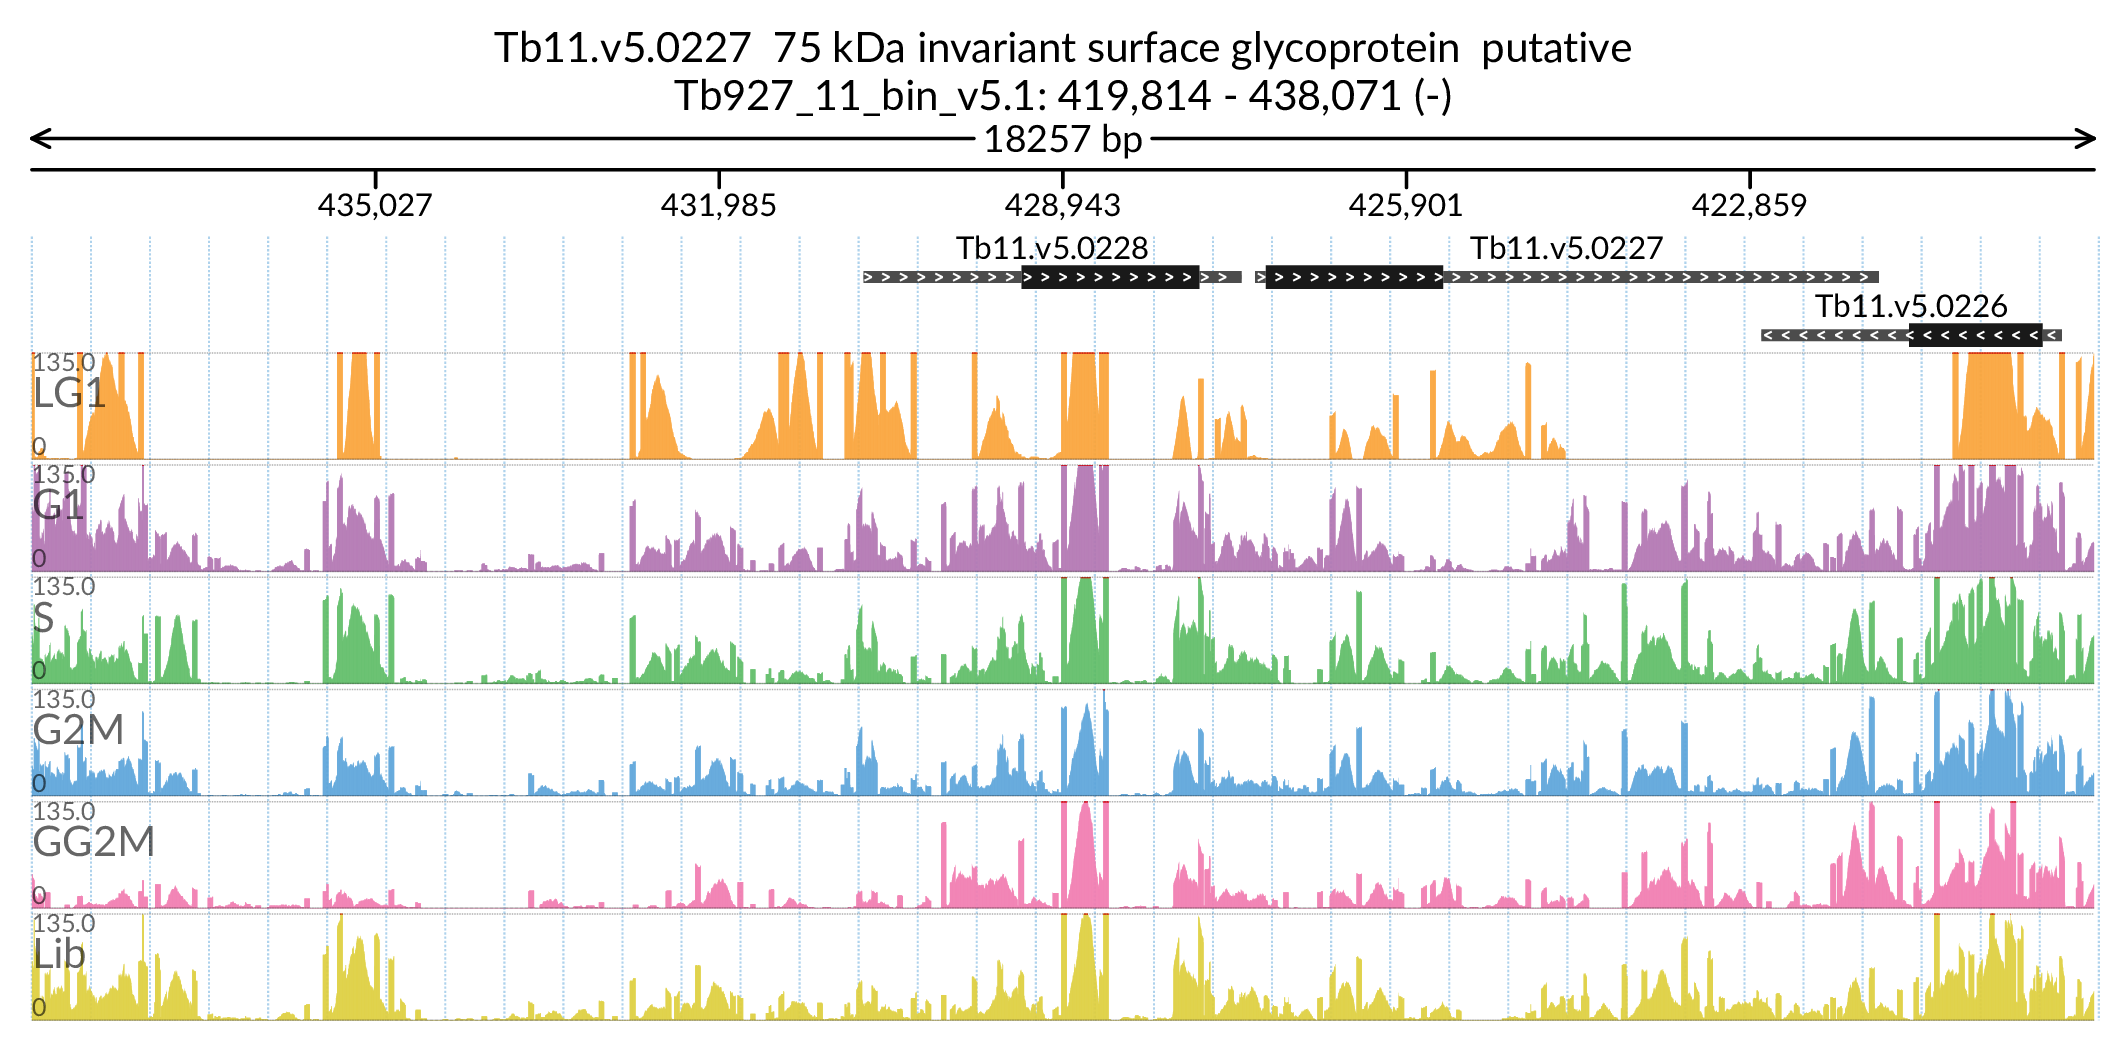 Tb11.v5.0227  75 kDa invariant surface glycoprotein  putative
Tb927_11_bin_v5.1: 419,814 - 438,071 (-)
18257 bp
435,027 431,985 428,943 425,901 422,859
Tb11.v5.0228 Tb11.v5.0227
Tb11.v5.0226
135.0
LG1
0
135.0
G1
0
135.0
S
0
135.0
G2M
0
135.0
GG2M
0
135.0
Lib
0